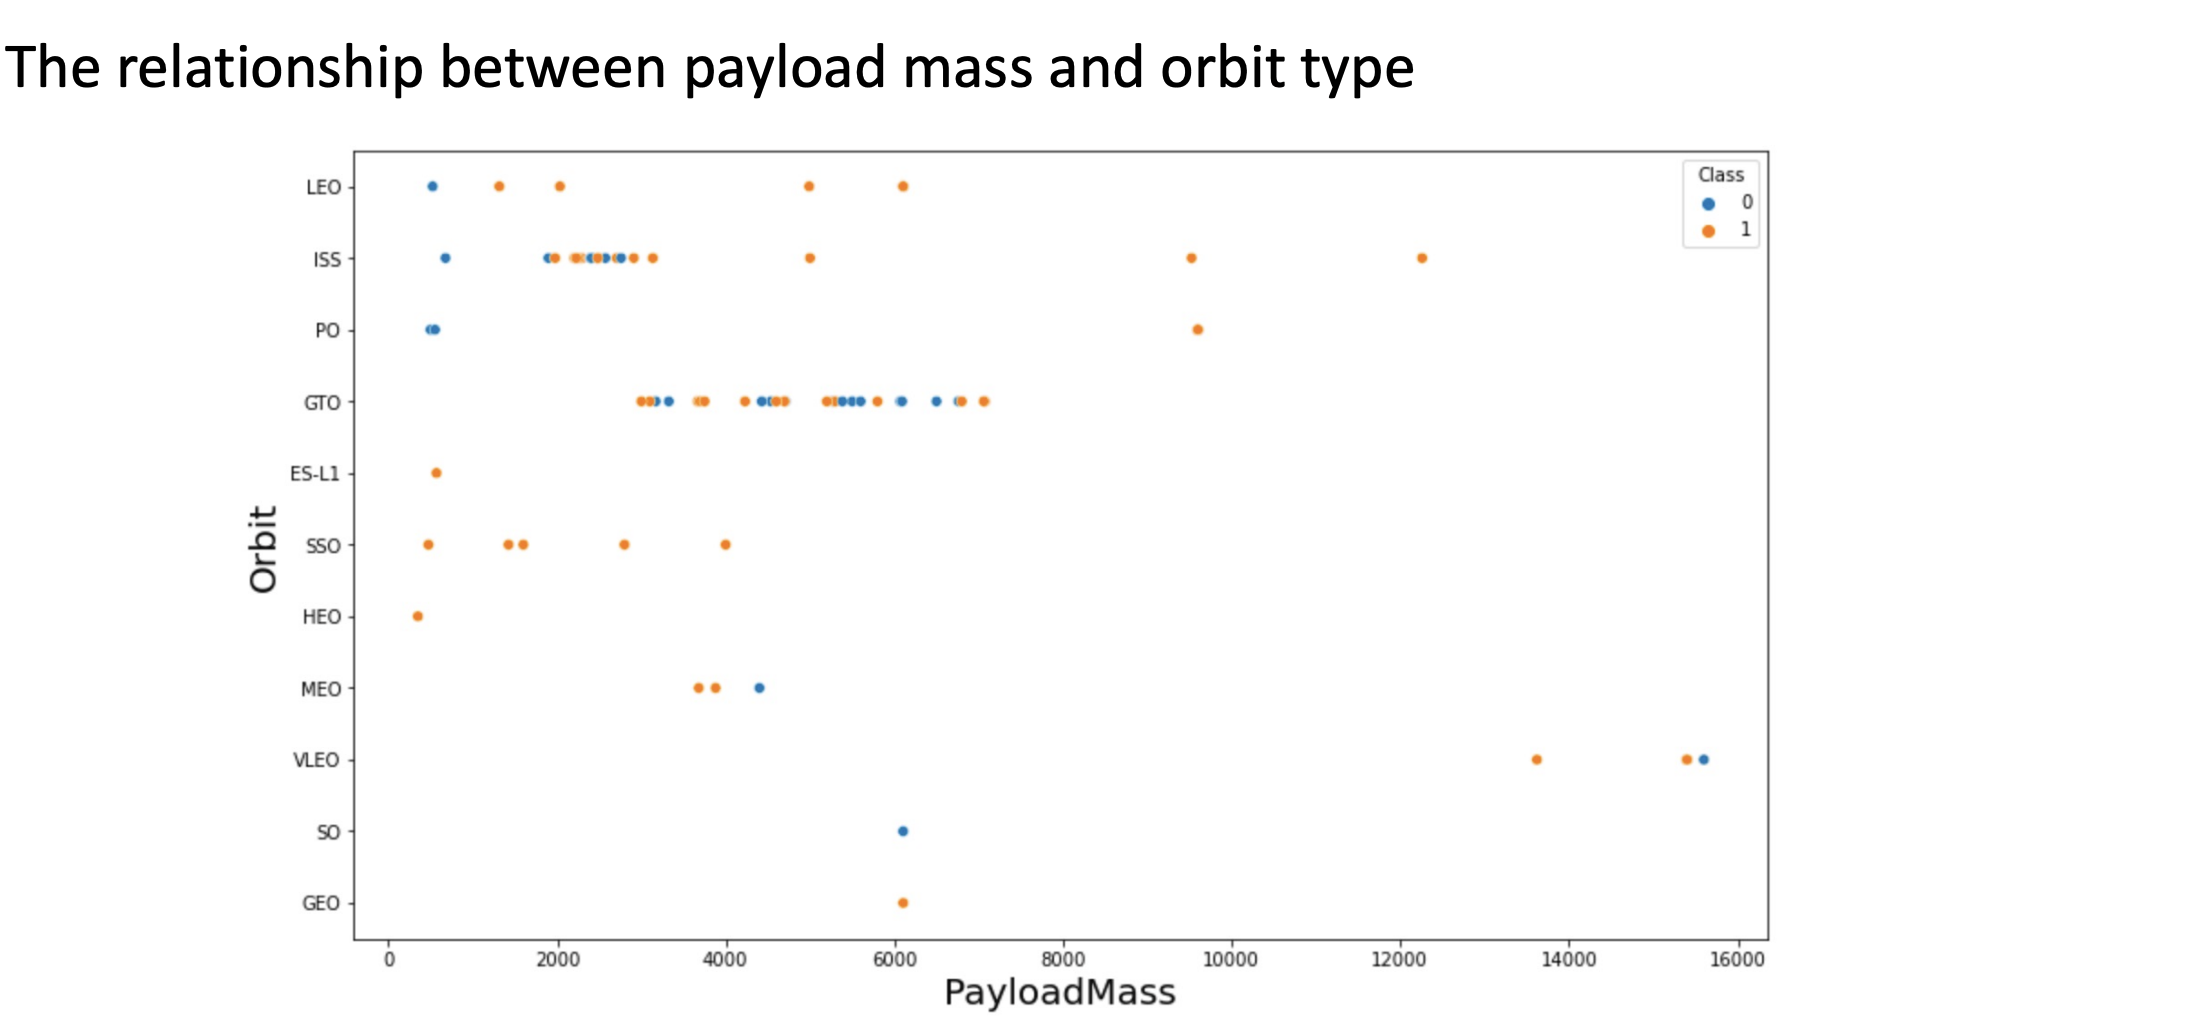 The relationship between payload mass and orbit type
Class
0
1
LEO
ISS
PO
GTO
ES-L1
SSO
HEO
MEO
VLEO
SO
GEO
Orbit
0 2000 4000 6000 8000 10000 12000 14000 16000
PayloadMass